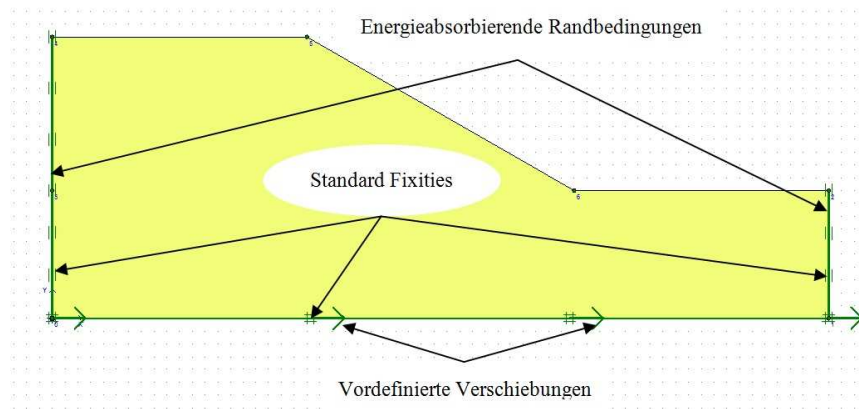 Energieabsorbierende Randbedingungen
Standard Fixities
Y
Vordefinierte Verschiebungen